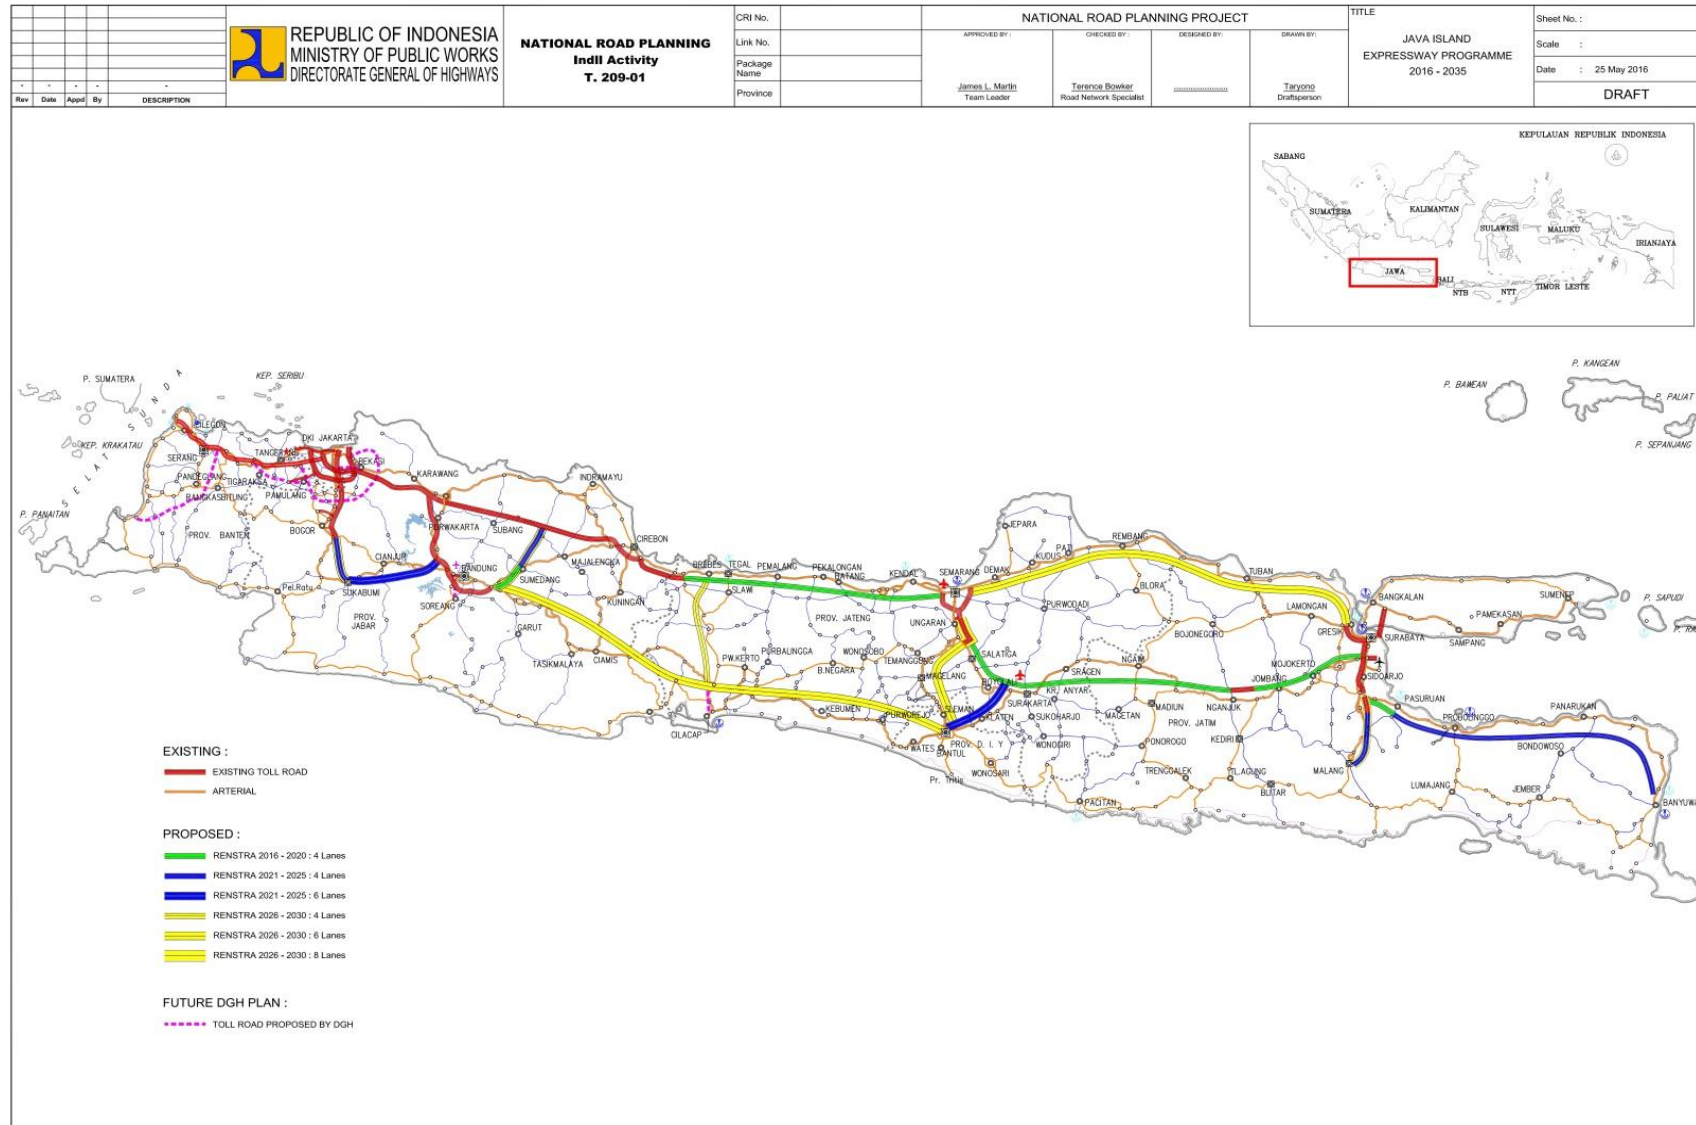 REPUBLIC OF INDONESIA
MINISTRY OF PUBLIC WORKS
DIRECTORATE GENERAL OF HIGHWAYS
Rev Date Appd By DESCRIPTION
NATIONAL ROAD PLANNING
IndII Activity
T. 209-01
CRI No.
Link No.
Package
Name
Province
NATIONAL ROAD PLANNING PROJECT
APPROVED BY : CHECKED BY : DESIGNED BY: DRAWN BY:
James L. Martin Terence Bowker Taryono
Team Leader Road Network Specialist Draftsperson
TITLE
JAVA ISLAND
EXPRESSWAY PROGRAMME
2016 - 2035
Sheet No. :
Scale :
Date : 25 May 2016
DRAFT
KEPULAUAN REPUBLIK INDONESIA
SABANG
SUMATERA
KALIMANTAN
SULAWESI
MALUKU
IRIANJAYA
JAWA
BALI
NTB
NTT
TIMOR LESTE
P. SUMATERA
KEP. SERIBU
P. BAWEAN
P. KANGEAN
P. PALIAT
P. SEPANJANG
SELAT SUNDA
KEP. KRAKATAU
P. PANAITAN
CILEGON
SERANG
TANGERANG
DKI JAKARTA
BEKASI
PANDEGLANG
TIGARAKSA
RANGKASBITUNG
PAMULANG
KARAWANG
INDRAMAYU
BOGOR
PROV. BANTEN
PURWAKARTA
SUBANG
CIREBON
CIANJUR
BANDUNG
SUMEDANG
MAJALENGKA
KUNINGAN
Pel.Ratu
SUKABUMI
SOREANG
PROV.
JABAR
GARUT
TASIKMALAYA
CIAMIS
BREBES
TEGAL
SLAWI
PEMALANG
PEKALONGAN
BATANG
KENDAL
SEMARANG
DEMAK
JEPARA
KUDUS
PATI
REMBANG
BLORA
TUBAN
PURWODADI
PROV. JATENG
UNGARAN
PW.KERTO
PURBALINGGA
B.NEGARA
WONOSOBO
TEMANGGUNG
SALATIGA
MAGELANG
BOYOLALI
KEBUMEN
PURWOREJO
CILACAP
SLEMAN
KLATEN
WATES
PROV. D. I. Y
BANTUL
WONOSARI
Pr. Tritis
SURAKARTA
SUKOHARJO
WONOGIRI
KR. ANYAR
SRAGEN
NGAWI
MAGETAN
MADIUN
PONOROGO
PACITAN
TRENGGALEK
PROV. JATIM
BOJONEGORO
LAMONGAN
GRESIK
BANGKALAN
SURABAYA
SAMPANG
PAMEKASAN
SUMENEP
P. SAPUDI
MOJOKERTO
JOMBANG
NGANJUK
SIDOARJO
KEDIRI
TL.AGUNG
BLITAR
MALANG
PASURUAN
PROBOLINGGO
LUMAJANG
JEMBER
BONDOWOSO
PANARUKAN
EXISTING :
EXISTING TOLL ROAD
ARTERIAL
PROPOSED :
RENSTRA 2016 - 2020 : 4 Lanes
RENSTRA 2021 - 2025 : 4 Lanes
RENSTRA 2021 - 2025 : 6 Lanes
RENSTRA 2026 - 2030 : 4 Lanes
RENSTRA 2026 - 2030 : 6 Lanes
RENSTRA 2026 - 2030 : 8 Lanes
FUTURE DGH PLAN :
TOLL ROAD PROPOSED BY DGH